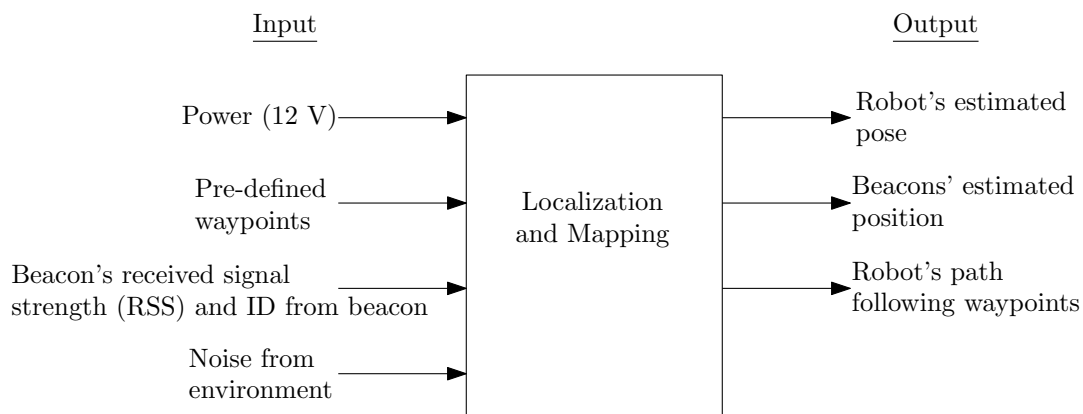 Input
Output
Power (12 V)
Pre-defined
waypoints
Beacon's received signal
strength (RSS) and ID from beacon
Noise from
environment
Localization
and Mapping
Robot's estimated
pose
Beacons' estimated
position
Robot's path
following waypoints